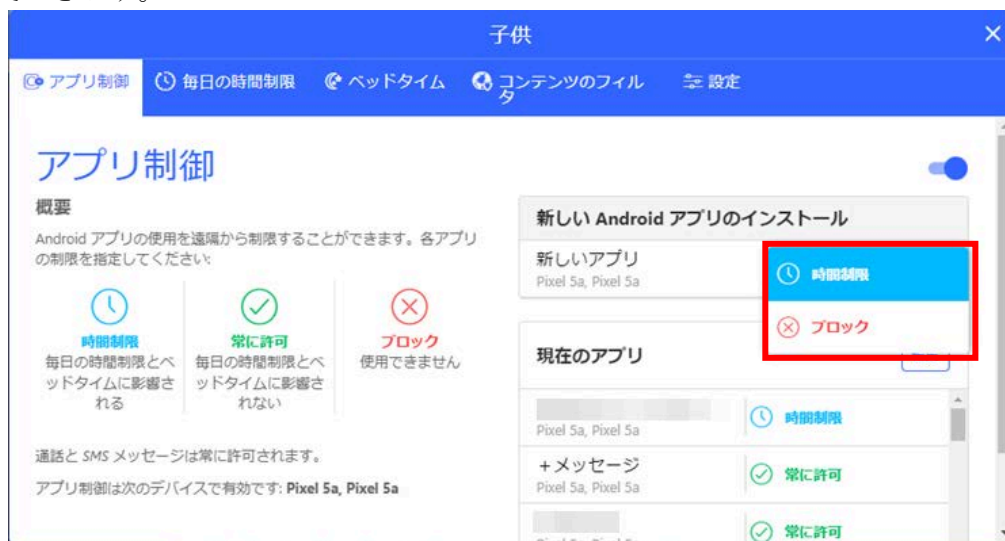 子供
アプリ制御
毎日の時間制限
ベッドタイム
コンテンツのフィル
タ
設定
アプリ制御
概要
Android アプリの使用を遠隔から制限することができます。各アプリ
の制限を指定してください:
時間制限
毎日の時間制限とベ
ッドタイムに影響さ
れる
常に許可
毎日の時間制限とベ
ッドタイムに影響さ
れない
ブロック
使用できません
通話と SMS メッセージは常に許可されます。
アプリ制御は次のデバイスで有効です: Pixel 5a, Pixel 5a
新しい Android アプリのインストール
新しいアプリ
Pixel 5a, Pixel 5a
時間制限
ブロック
現在のアプリ
Pixel 5a, Pixel 5a
時間制限
+メッセージ
Pixel 5a, Pixel 5a
常に許可
常に許可